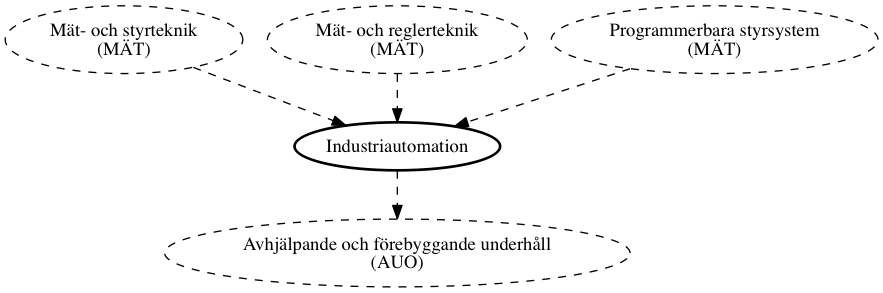 Mät- och styrteknik
(MÄT)
Mät- och reglerteknik
(MÄT)
Programmerbara styrsystem
(MÄT)
Industriautomation
Avhjälpande och förebyggande underhåll
(AUO)